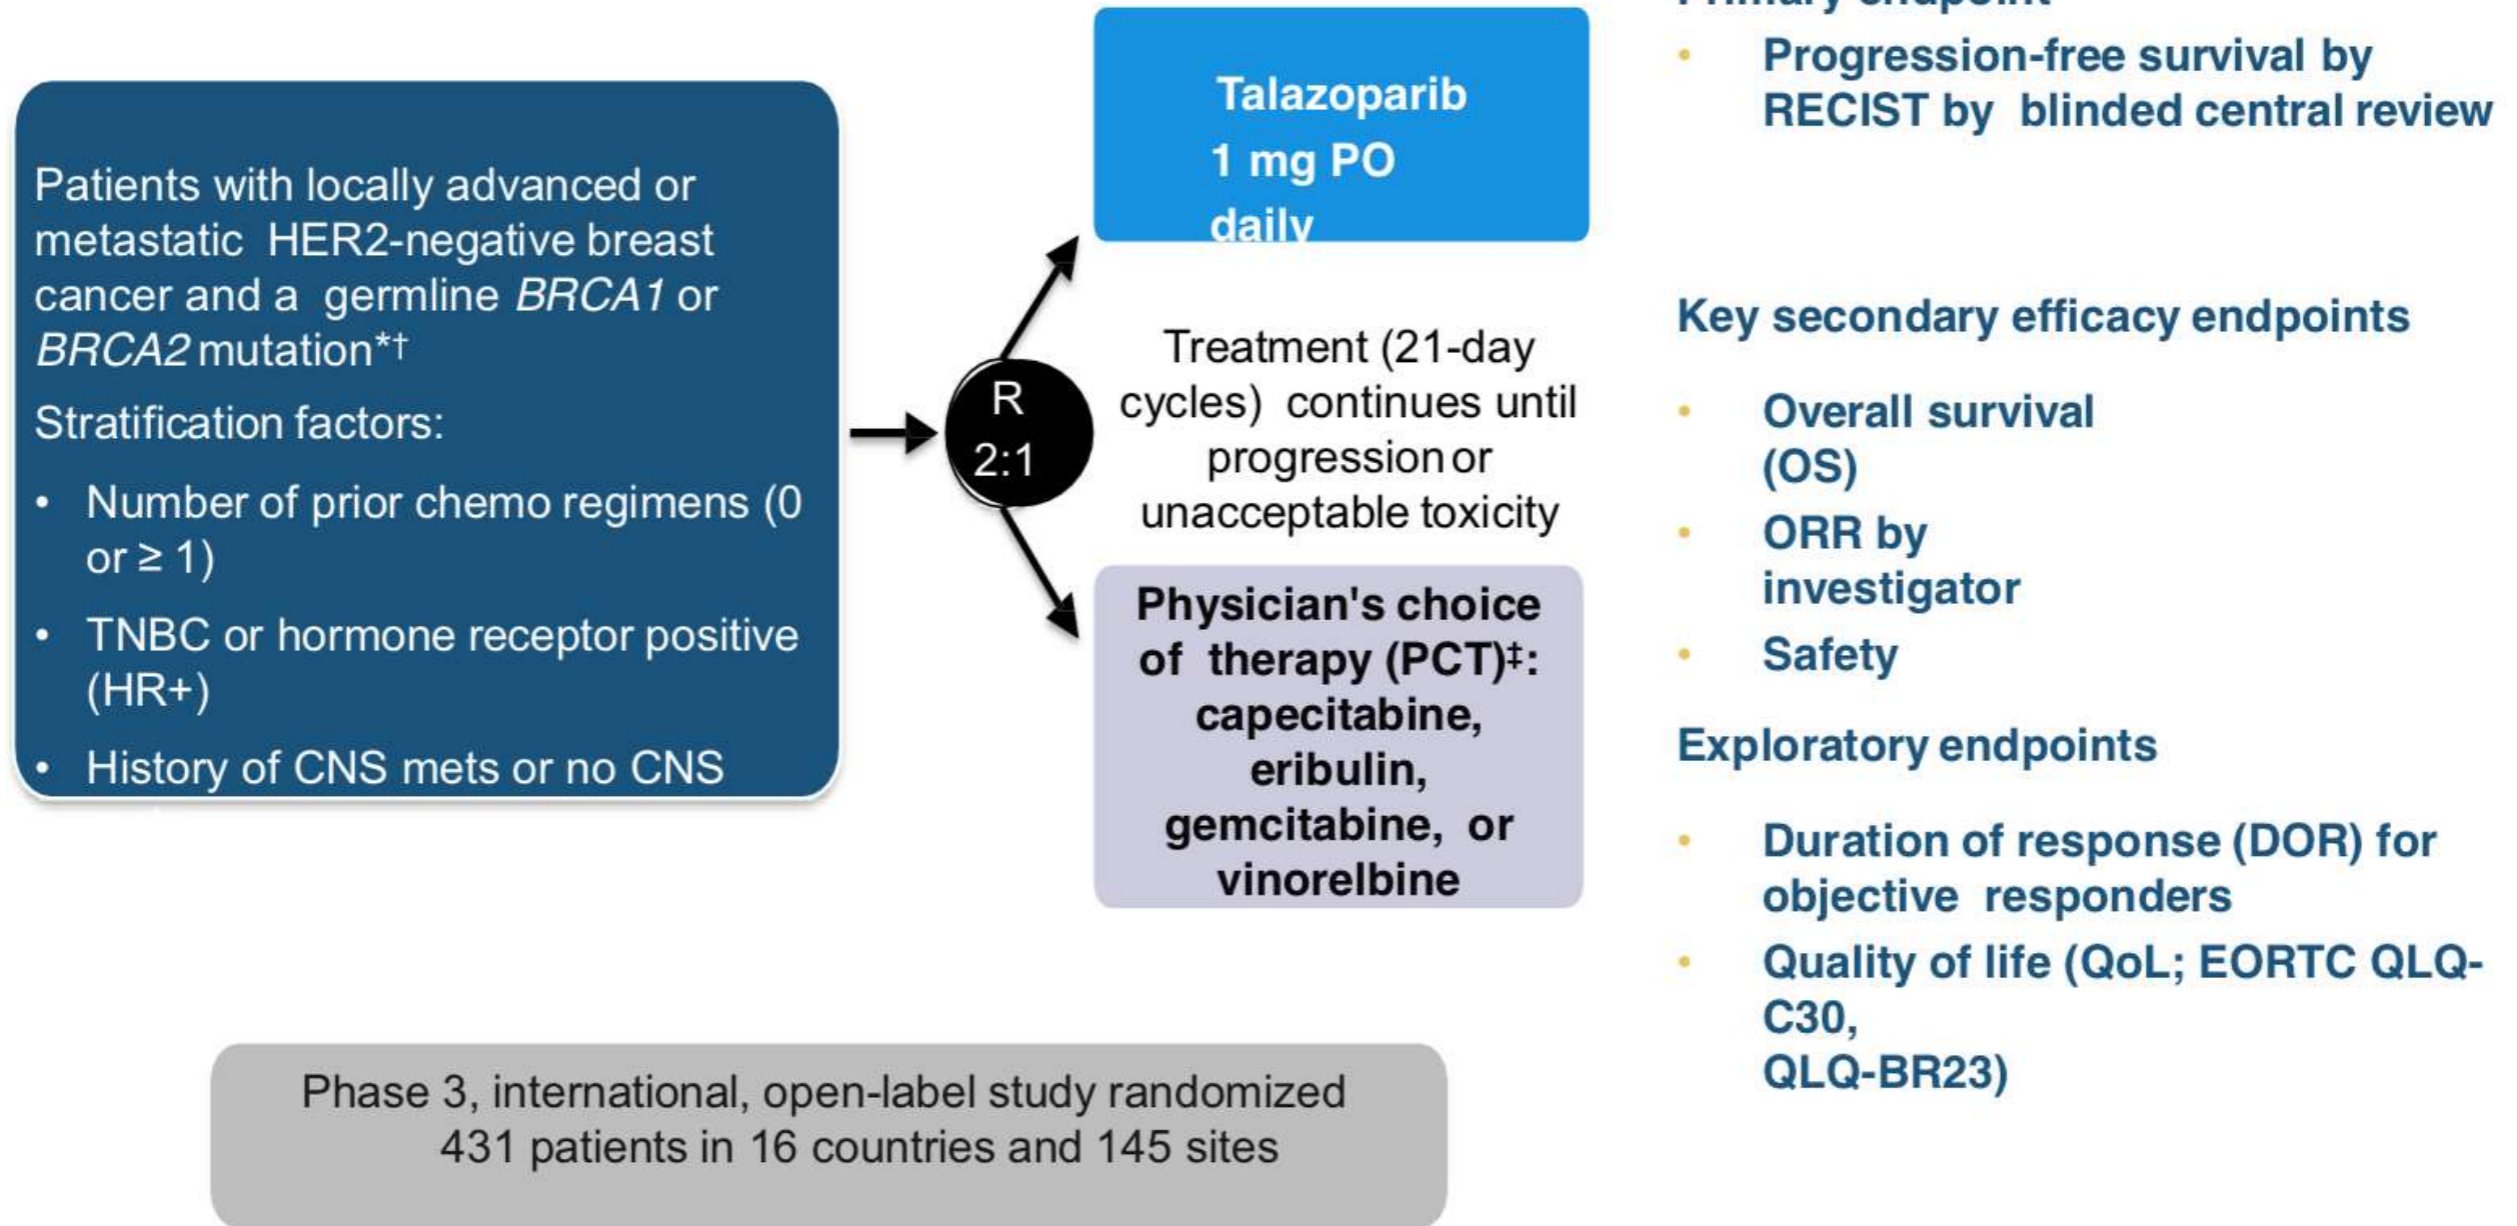 Patients with locally advanced or
metastatic HER2-negative breast
cancer and a germline BRCA1 or
BRCA2 mutation*†
Stratification factors:
• Number of prior chemo regimens (0
or ≥ 1)
• TNBC or hormone receptor positive
(HR+)
• History of CNS mets or no CNS
R
2:1
Talazoparib
1 mg PO
daily
Treatment (21-day
cycles) continues until
progression or
unacceptable toxicity
Physician's choice
of therapy (PCT)‡:
capecitabine,
eribulin,
gemcitabine, or
vinorelbine
Primary endpoint
• Progression-free survival by
RECIST by blinded central review
Key secondary efficacy endpoints
• Overall survival
(OS)
• ORR by
investigator
• Safety
Exploratory endpoints
• Duration of response (DOR) for
objective responders
• Quality of life (QoL; EORTC QLQ-
C30,
QLQ-BR23)
Phase 3, international, open-label study randomized
431 patients in 16 countries and 145 sites